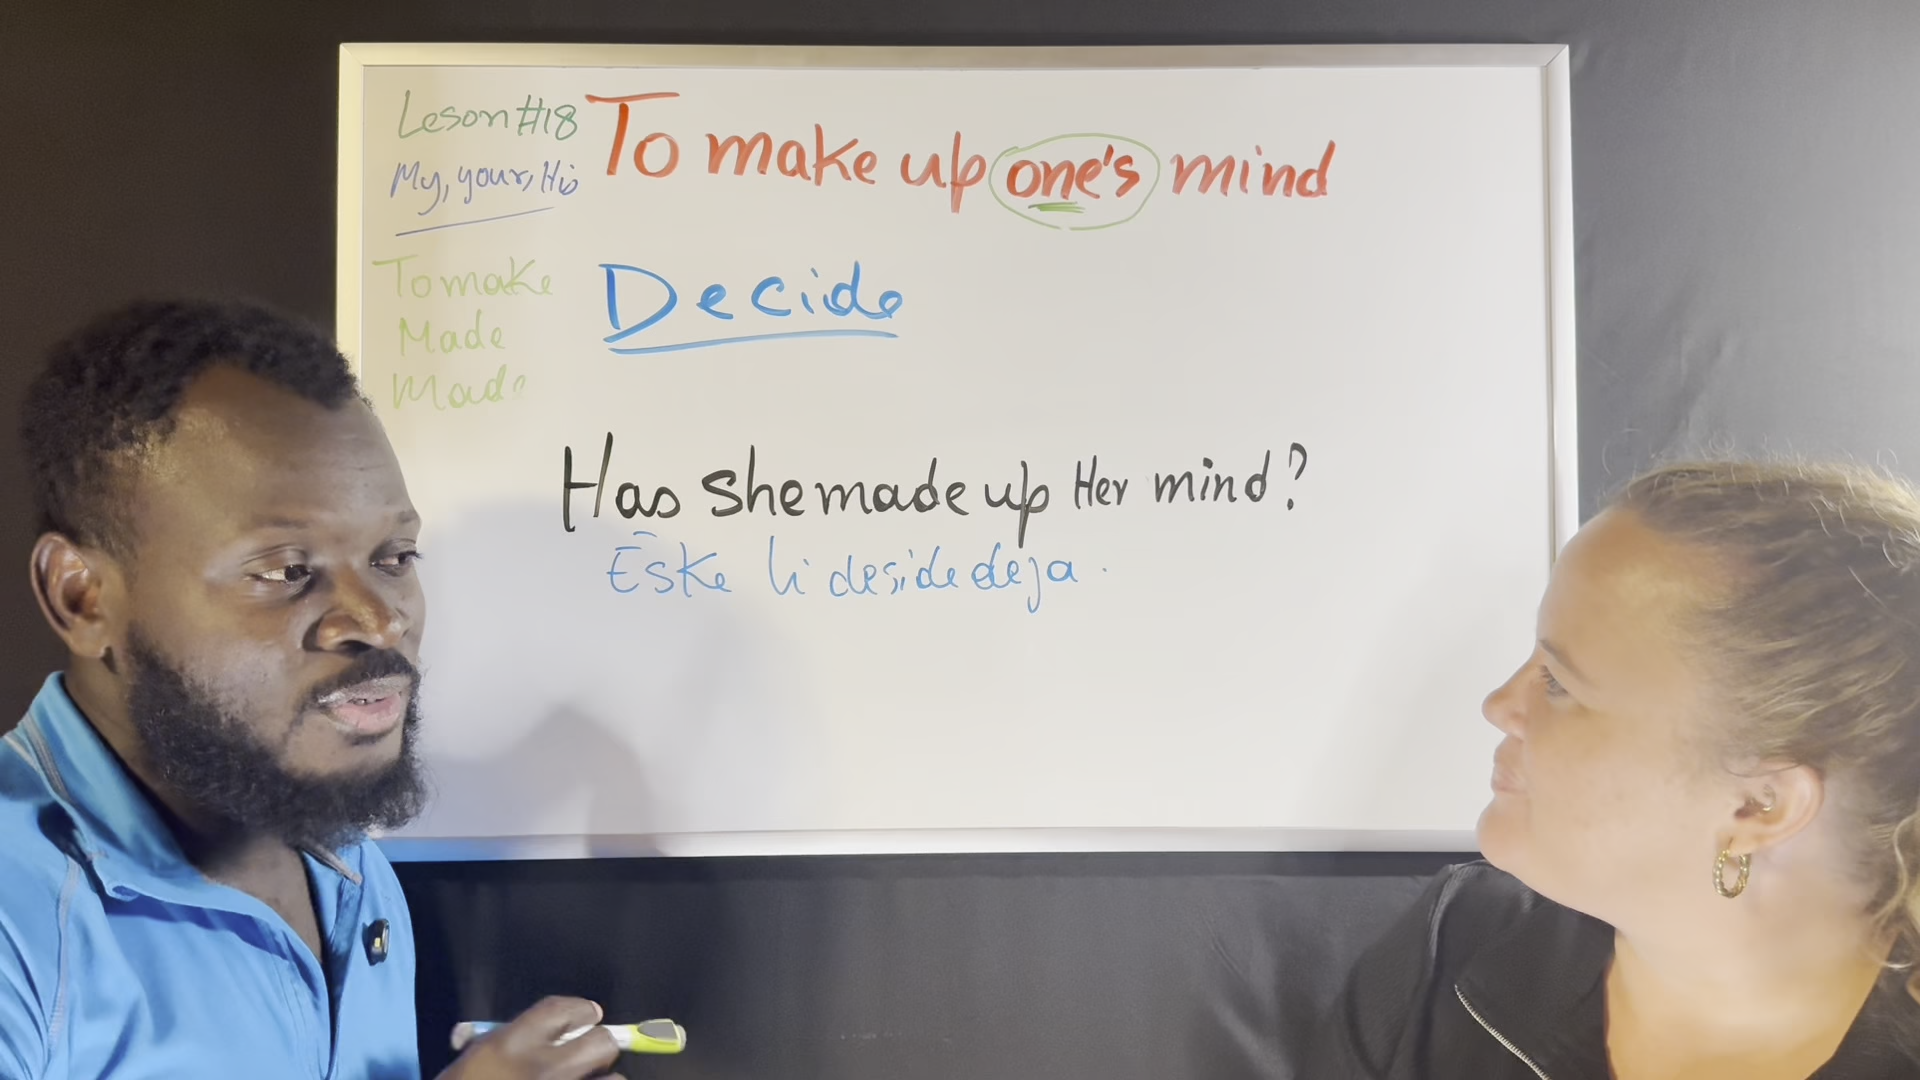 Leson #18
My, your, His
To make up one's mind
To make
Made
Made
Decide
Has she made up Her mind?
Eske li deside deja.